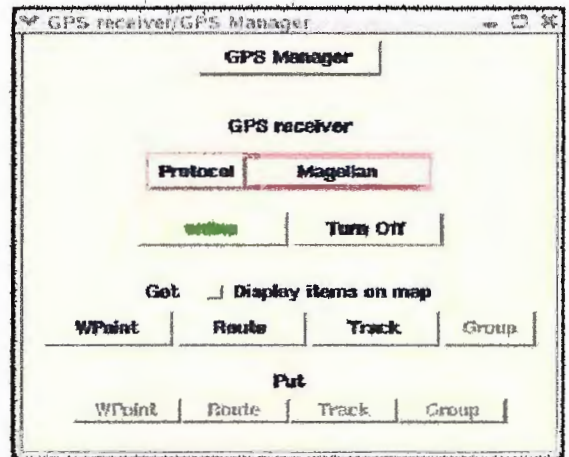 GPS receiver/GPS Manager
GPS Manager
GPS receiver
Protocol Magellan
online Turn Off
Get Display items on map
WPoint Route Track Group
Put
WPoint Route Track Group